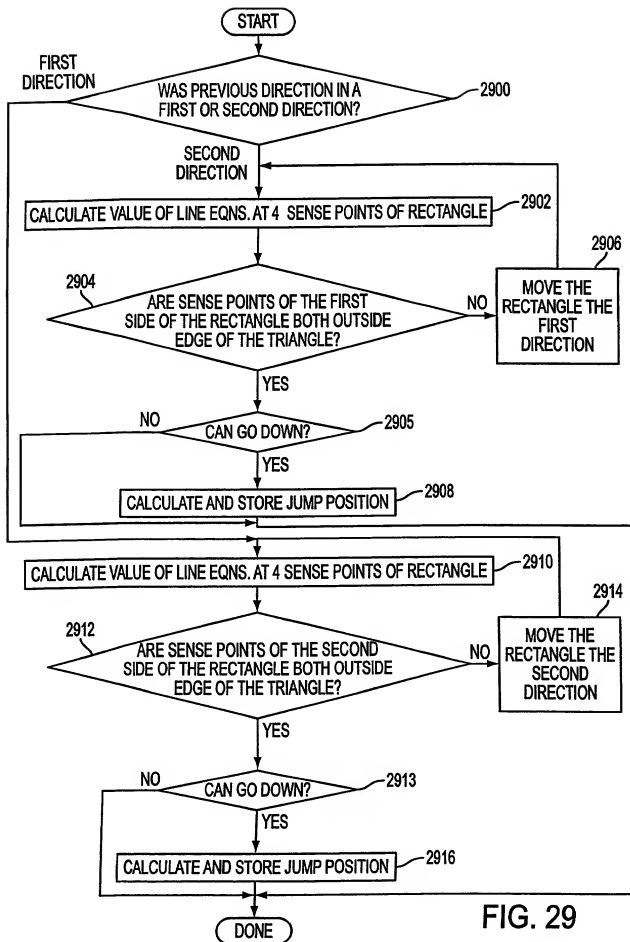 START
FIRST
DIRECTION
WAS PREVIOUS DIRECTION IN A
FIRST OR SECOND DIRECTION?
2900
SECOND
DIRECTION
CALCULATE VALUE OF LINE EQNS. AT 4 SENSE POINTS OF RECTANGLE
2902
2904
ARE SENSE POINTS OF THE FIRST
SIDE OF THE RECTANGLE BOTH OUTSIDE
EDGE OF THE TRIANGLE?
NO
2906
MOVE THE
RECTANGLE THE
FIRST
DIRECTION
YES
NO
CAN GO DOWN?
2905
YES
CALCULATE AND STORE JUMP POSITION
2908
CALCULATE VALUE OF LINE EQNS. AT 4 SENSE POINTS OF RECTANGLE
2910
2912
ARE SENSE POINTS OF THE SECOND
SIDE OF THE RECTANGLE BOTH OUTSIDE
EDGE OF THE TRIANGLE?
NO
2914
MOVE THE
RECTANGLE THE
SECOND
DIRECTION
YES
NO
CAN GO DOWN?
2913
YES
CALCULATE AND STORE JUMP POSITION
2916
DONE
FIG. 29